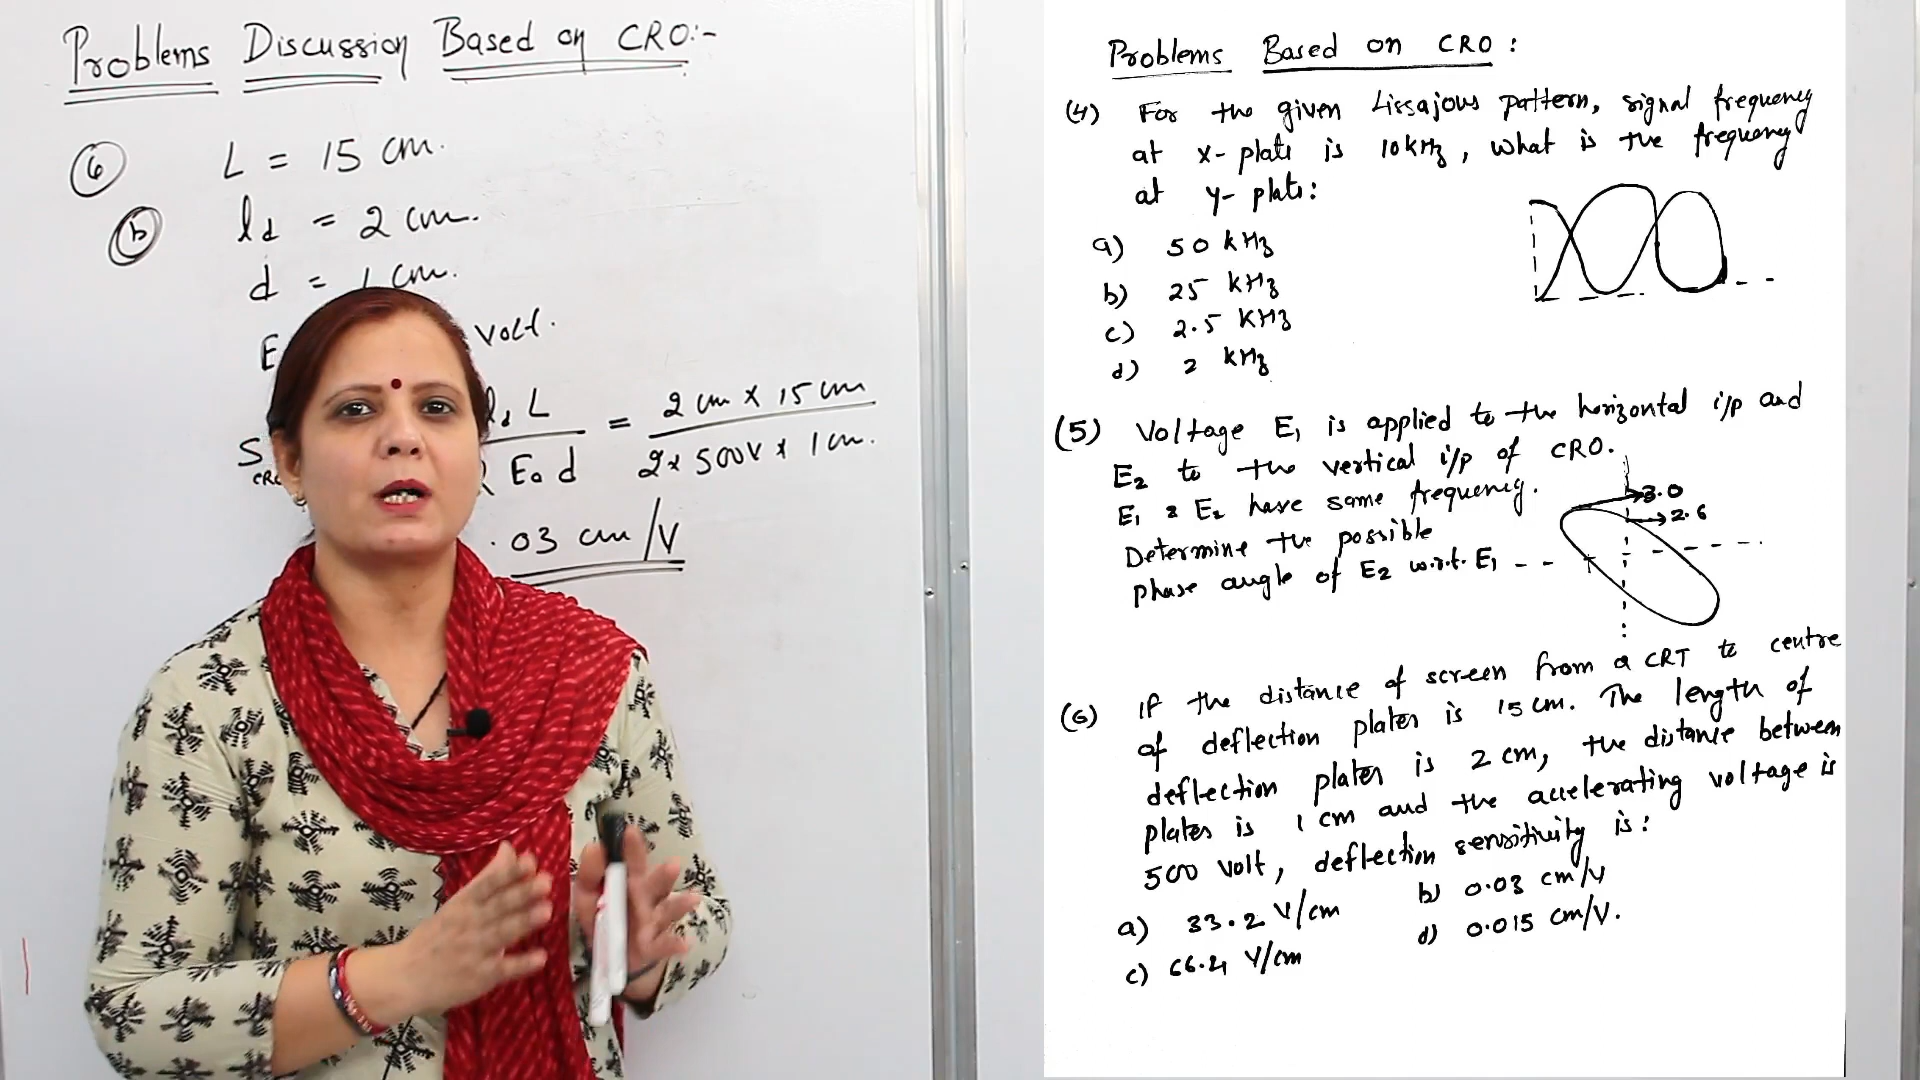 Problems Discussion Based on CRO:-
6
L = 15 cm.
b
ld = 2 cm.
d = 1 cm.
E volt.
S ld L = 2 cm x 15 cm
E₀ d 2 x 500V x 1 cm.
.03 cm/V
Problems Based on CRO :
(4) For the given Lissajous pattern, signal frequency
at x-plate is 10kHz, what is the frequency
at y-plate:
a) 50 kHz
b) 25 kHz
c) 2.5 KHz
d) 2 kHz
(5) Voltage E₁ is applied to the horizontal i/p and
E₂ to the vertical i/p of CRO.
E₁ & E₂ have same frequency.
Determine the possible
phase angle of E₂ w.r.t. E₁
3.0
2.6
(6) If the distance of screen from a CRT to centre
of deflection plates is 15 cm. The length of
deflection plates is 2 cm, the distance between
plates is 1 cm and the accelerating voltage is
500 volt, deflection sensitivity is:
a) 33.2 V/cm b) 0.03 cm/V
c) 66.4 V/cm d) 0.015 cm/V.